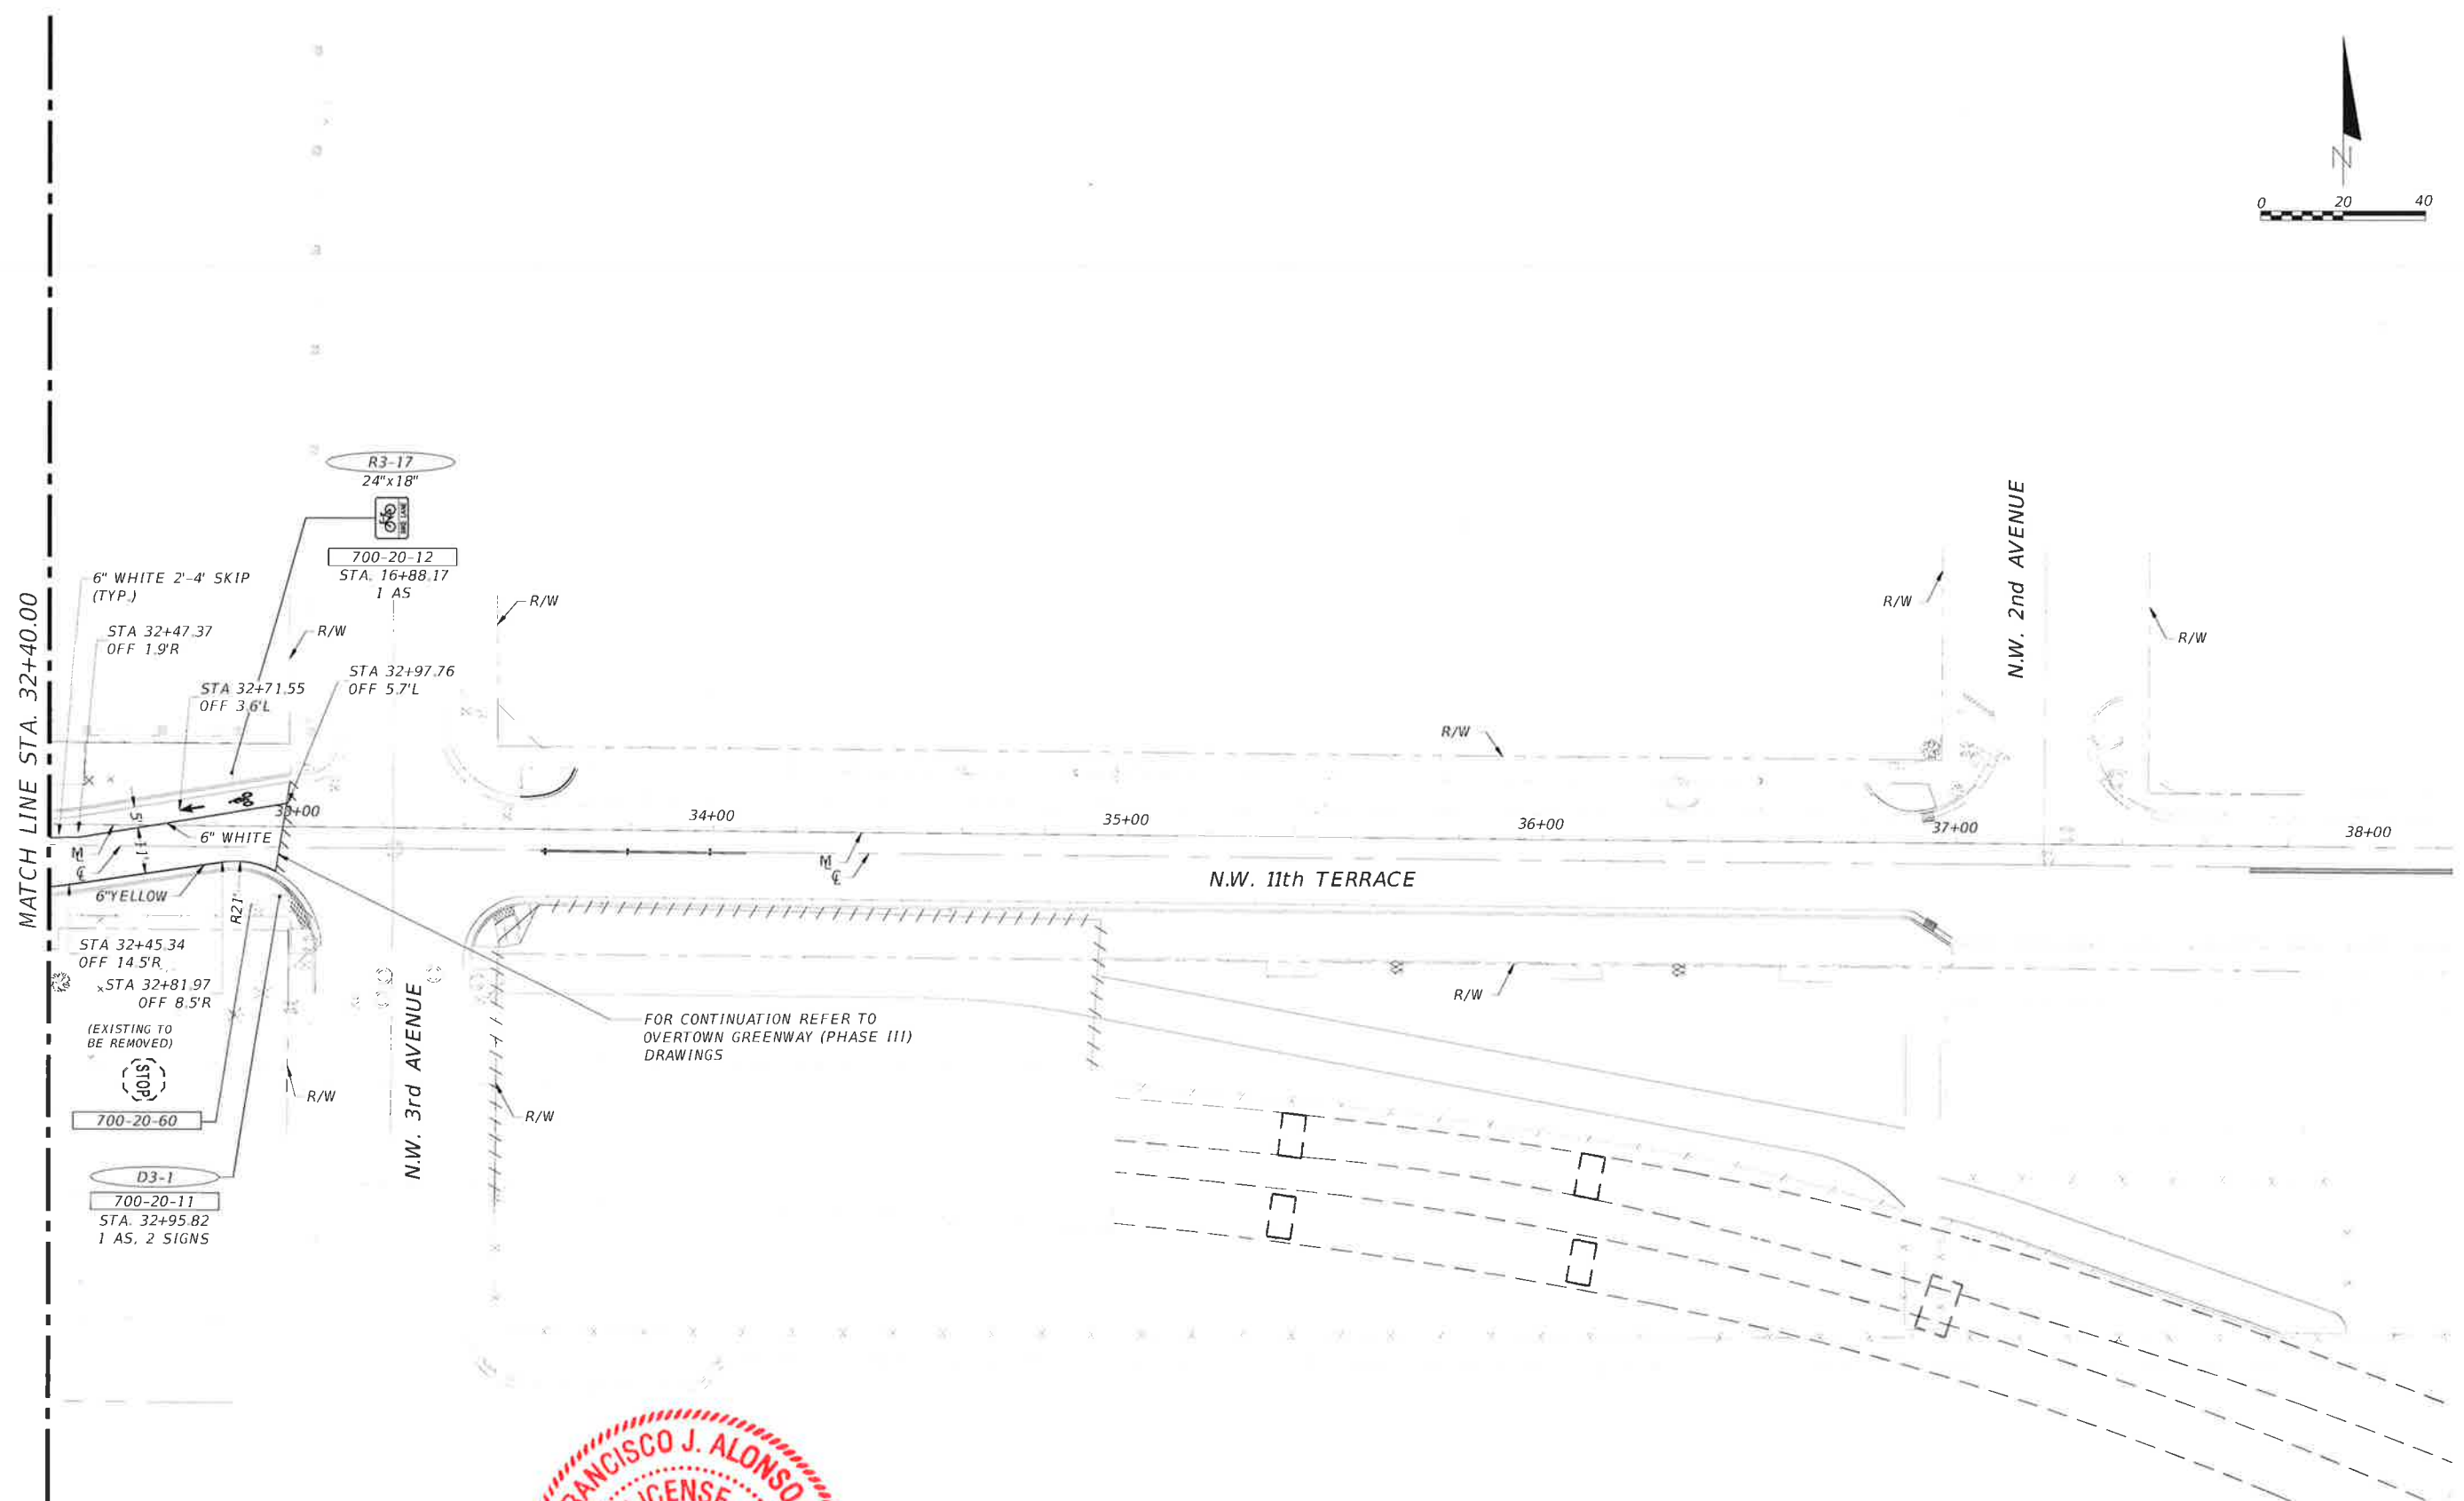 0 20 40
N
MATCH LINE STA. 32+40.00
R3-17
24"x18"
BIKE LANE
700-20-12
STA. 16+88.17
1 AS
6" WHITE 2'-4' SKIP
(TYP.)
STA 32+47.37
OFF 1.9'R
R/W
R/W
STA 32+71.55
OFF 3.6'L
STA 32+97.76
OFF 5.7'L
N.W. 2nd AVENUE
R/W
R/W
R/W
33+00
34+00
35+00
36+00
37+00
38+00
5'
6" WHITE
11'
6"YELLOW
R21'
N.W. 11th TERRACE
STA 32+45.34
OFF 14.5'R
STA 32+81.97
OFF 8.5'R
(EXISTING TO
BE REMOVED)
STOP
700-20-60
D3-1
700-20-11
STA. 32+95.82
1 AS, 2 SIGNS
R/W
N.W. 3rd AVENUE
R/W
R/W
FOR CONTINUATION REFER TO
OVERTOWN GREENWAY (PHASE III)
DRAWINGS
ANCISCO J. ALONSO
CENSE